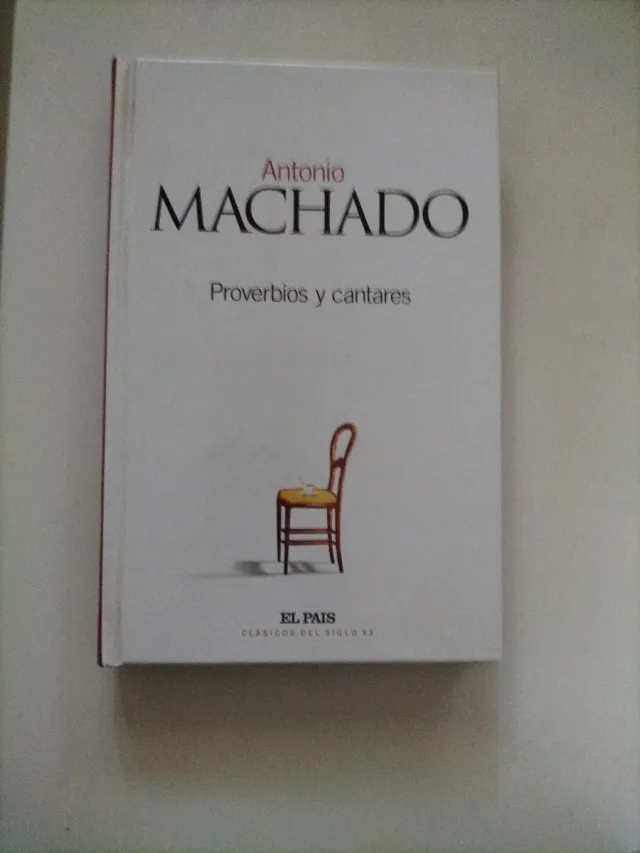 Antonio
MACHADO
Proverbios y cantares
EL PAIS
CLÁSICOS DEL SIGLO XX